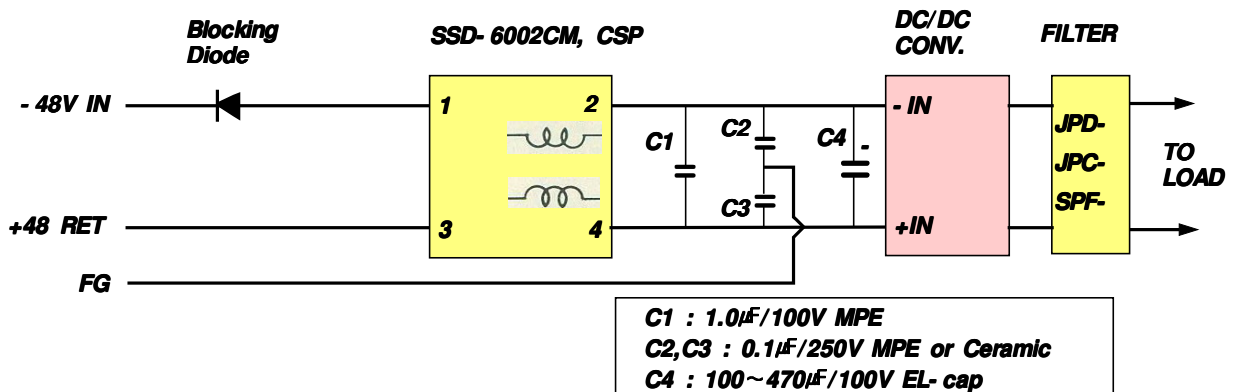 Blocking
Diode
SSD- 6002CM, CSP
DC/DC
CONV.
FILTER
- 48V IN
1
2
C1
C2
C3
C4
-
- IN
JPD-
JPC-
SPF-
TO
LOAD
+48 RET
3
4
+IN
FG
C1 : 1.0㎌/100V MPE
C2,C3 : 0.1㎌/250V MPE or Ceramic
C4 : 100~470㎌/100V EL- cap